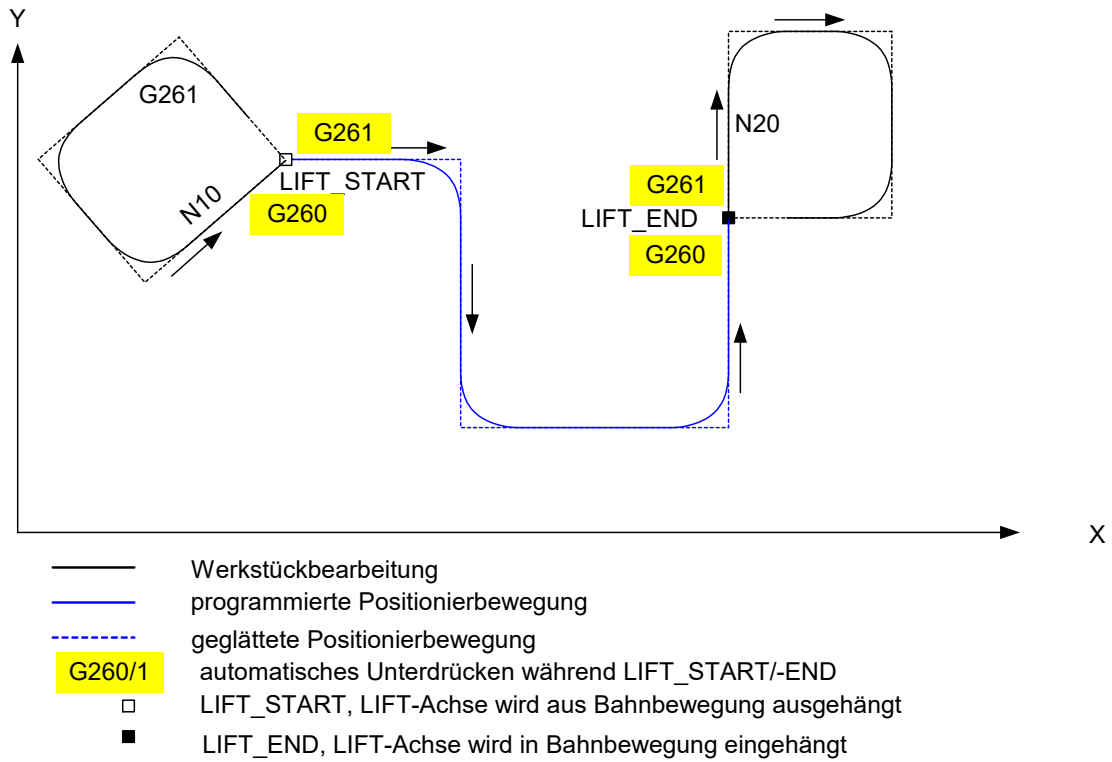 Y
G261
G261
N20
LIFT_START
G261
N10
G260
LIFT_END
G260
X
Werkstückbearbeitung
programmierte Positionierbewegung
geglättete Positionierbewegung
G260/1 automatisches Unterdrücken während LIFT_START/-END
LIFT_START, LIFT-Achse wird aus Bahnbewegung ausgehängt
LIFT_END, LIFT-Achse wird in Bahnbewegung eingehängt